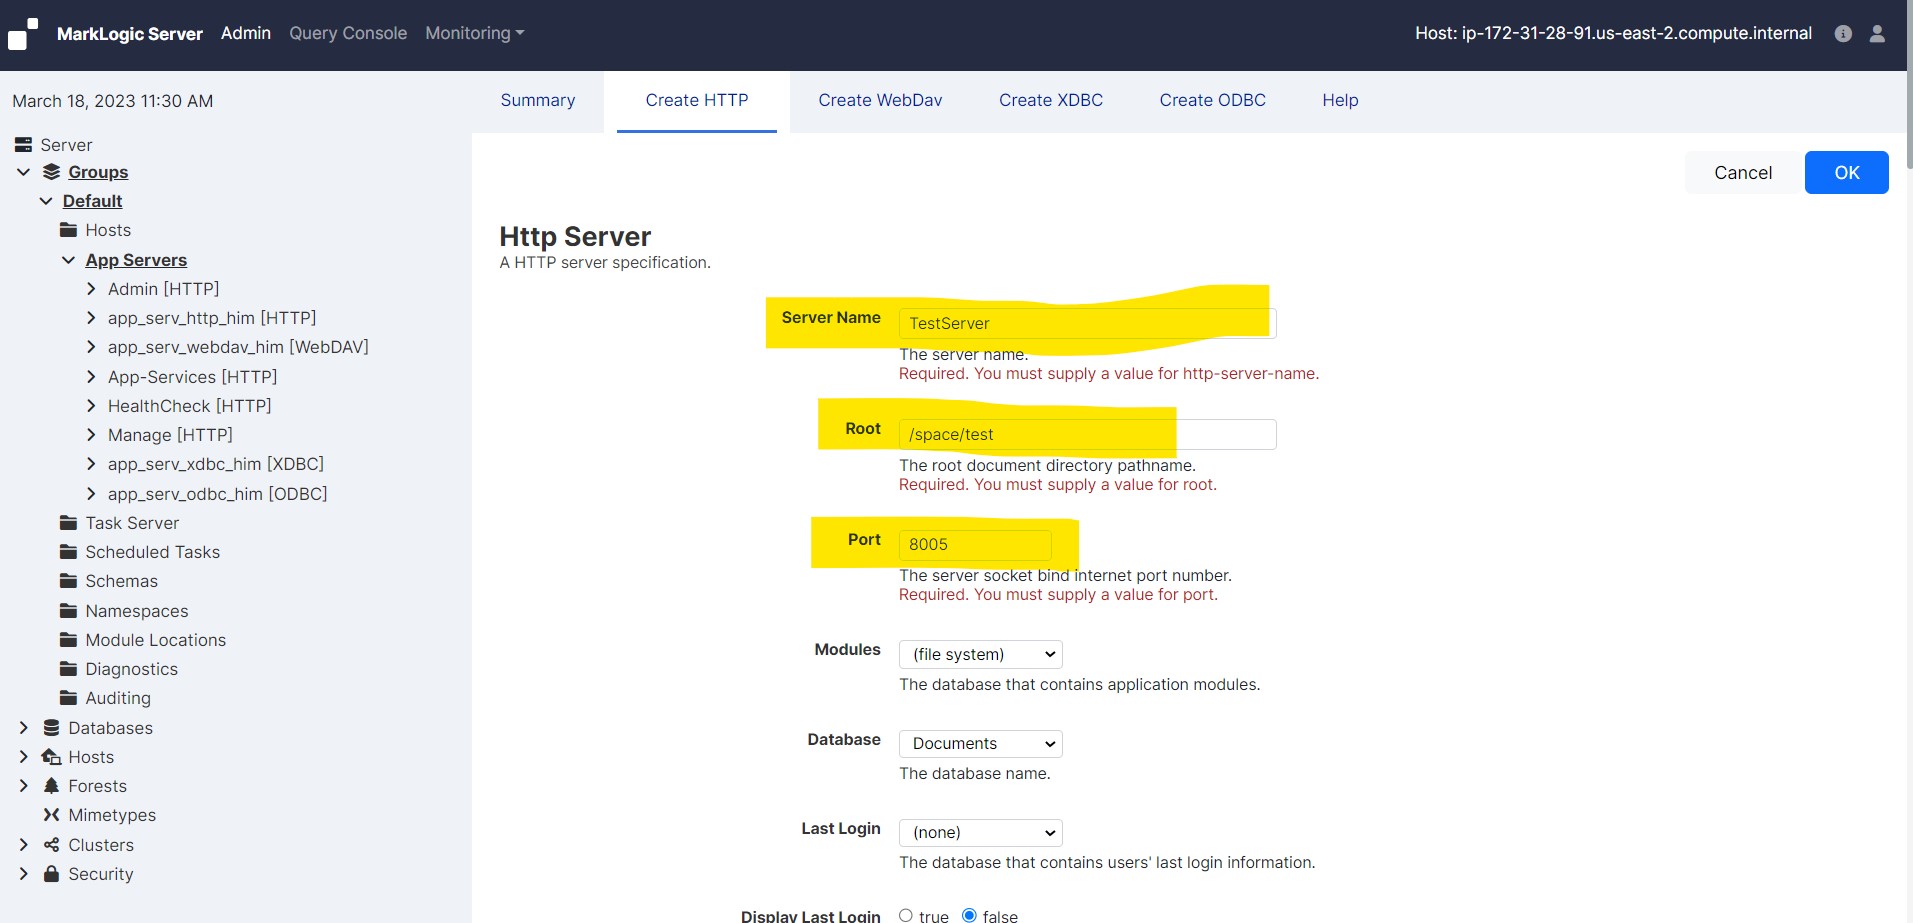 MarkLogic Server Admin Query Console Monitoring Host: ip-172-31-28-91.us-east-2.compute.internal
March 18, 2023 11:30 AM
Summary Create HTTP Create WebDav Create XDBC Create ODBC Help
Server
Groups
Default
Hosts
App Servers
Admin [HTTP]
app_serv_http_him [HTTP]
app_serv_webdav_him [WebDAV]
App-Services [HTTP]
HealthCheck [HTTP]
Manage [HTTP]
app_serv_xdbc_him [XDBC]
app_serv_odbc_him [ODBC]
Task Server
Scheduled Tasks
Schemas
Namespaces
Module Locations
Diagnostics
Auditing
Databases
Hosts
Forests
Mimetypes
Clusters
Security
Cancel OK
Http Server
A HTTP server specification.
Server Name TestServer
The server name.
Required. You must supply a value for http-server-name.
Root /space/test
The root document directory pathname.
Required. You must supply a value for root.
Port 8005
The server socket bind internet port number.
Required. You must supply a value for port.
Modules (file system)
The database that contains application modules.
Database Documents
The database name.
Last Login (none)
The database that contains users' last login information.
Display Last Login true false